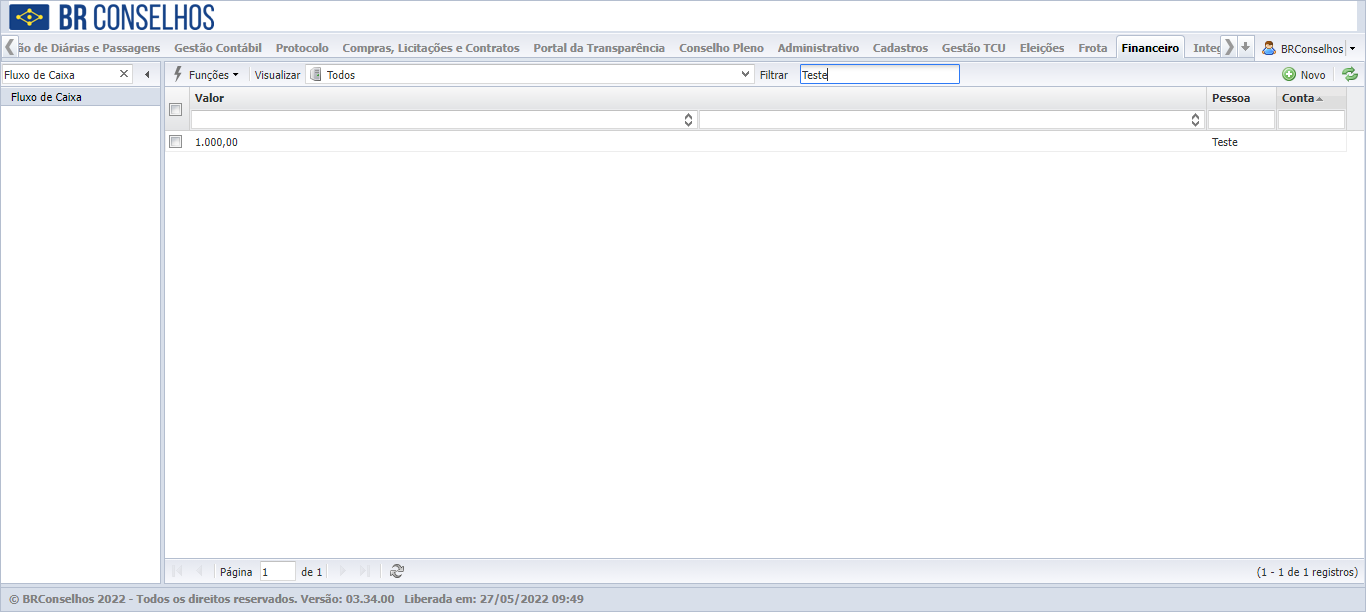 BR CONSELHOS
ão de Diárias e Passagens Gestão Contábil Protocolo Compras, Licitações e Contratos Portal da Transparência Conselho Pleno Administrativo Cadastros Gestão TCU Eleições Frota Financeiro Integ BRConselhos
Fluxo de Caixa Funções Visualizar Todos Filtrar Teste Novo
Fluxo de Caixa
Valor Pessoa Conta
1.000,00 Teste
Página 1 de 1 (1 - 1 de 1 registros)
© BRConselhos 2022 - Todos os direitos reservados. Versão: 03.34.00 Liberada em: 27/05/2022 09:49